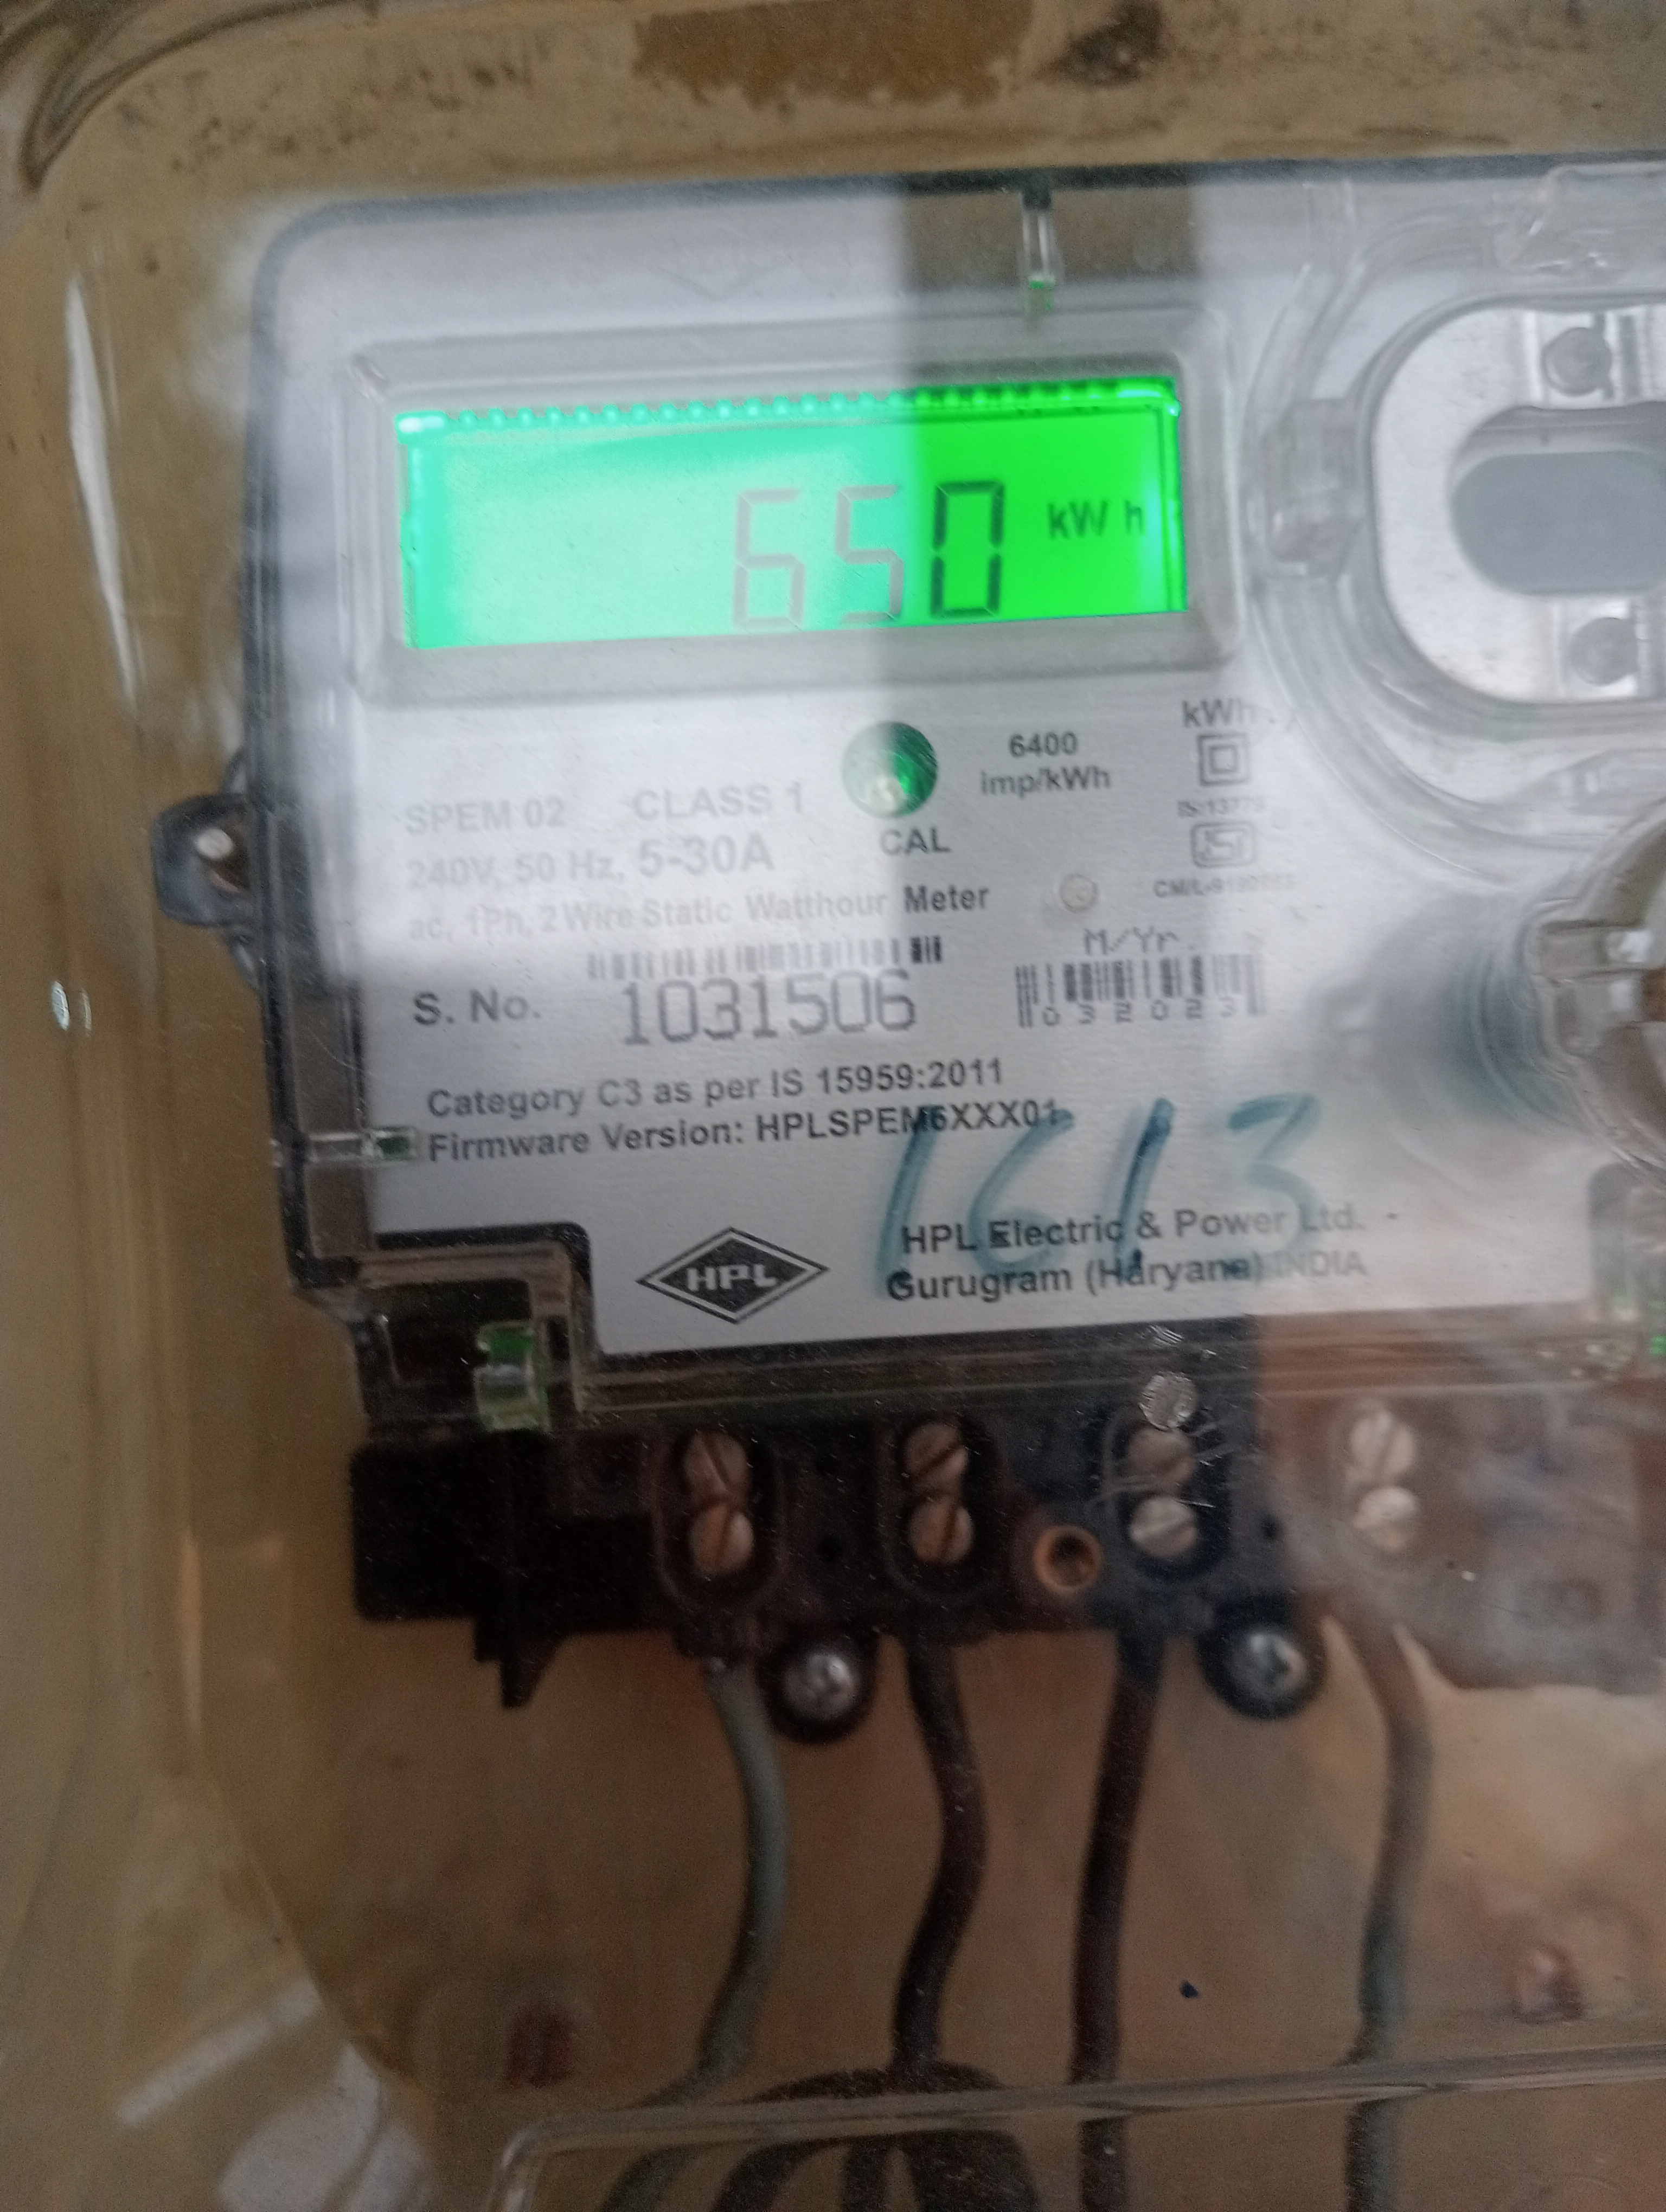 650 kWh
6400
imp/kWh
kWh
SPEM 02 CLASS 1
CAL
240V, 50 Hz, 5-30A
ac, 1Ph, 2 Wire Static Watthour Meter
M/Yr.
S. No. 1031506
032023
Category C3 as per IS 15959:2011
Firmware Version: HPLSPEM6XXX01
1613
HPL
HPL Electric & Power Ltd.
Gurugram (Haryana) INDIA